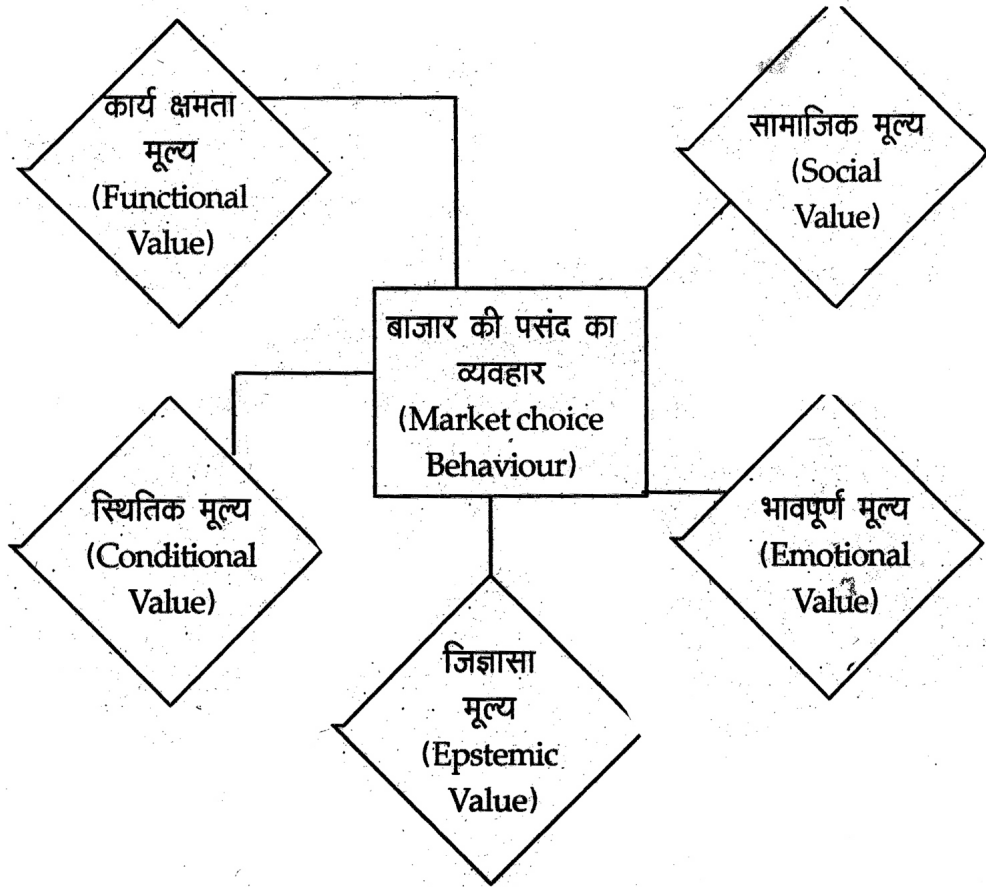 कार्य क्षमता
मूल्य
(Functional
Value)
सामाजिक मूल्य
(Social
Value)
बाजार की पसंद का
व्यवहार
(Market choice
Behaviour)
स्थितिक मूल्य
(Conditional
Value)
भावपूर्ण मूल्य
(Emotional
Value)
जिज्ञासा
मूल्य
(Epstemic
Value)